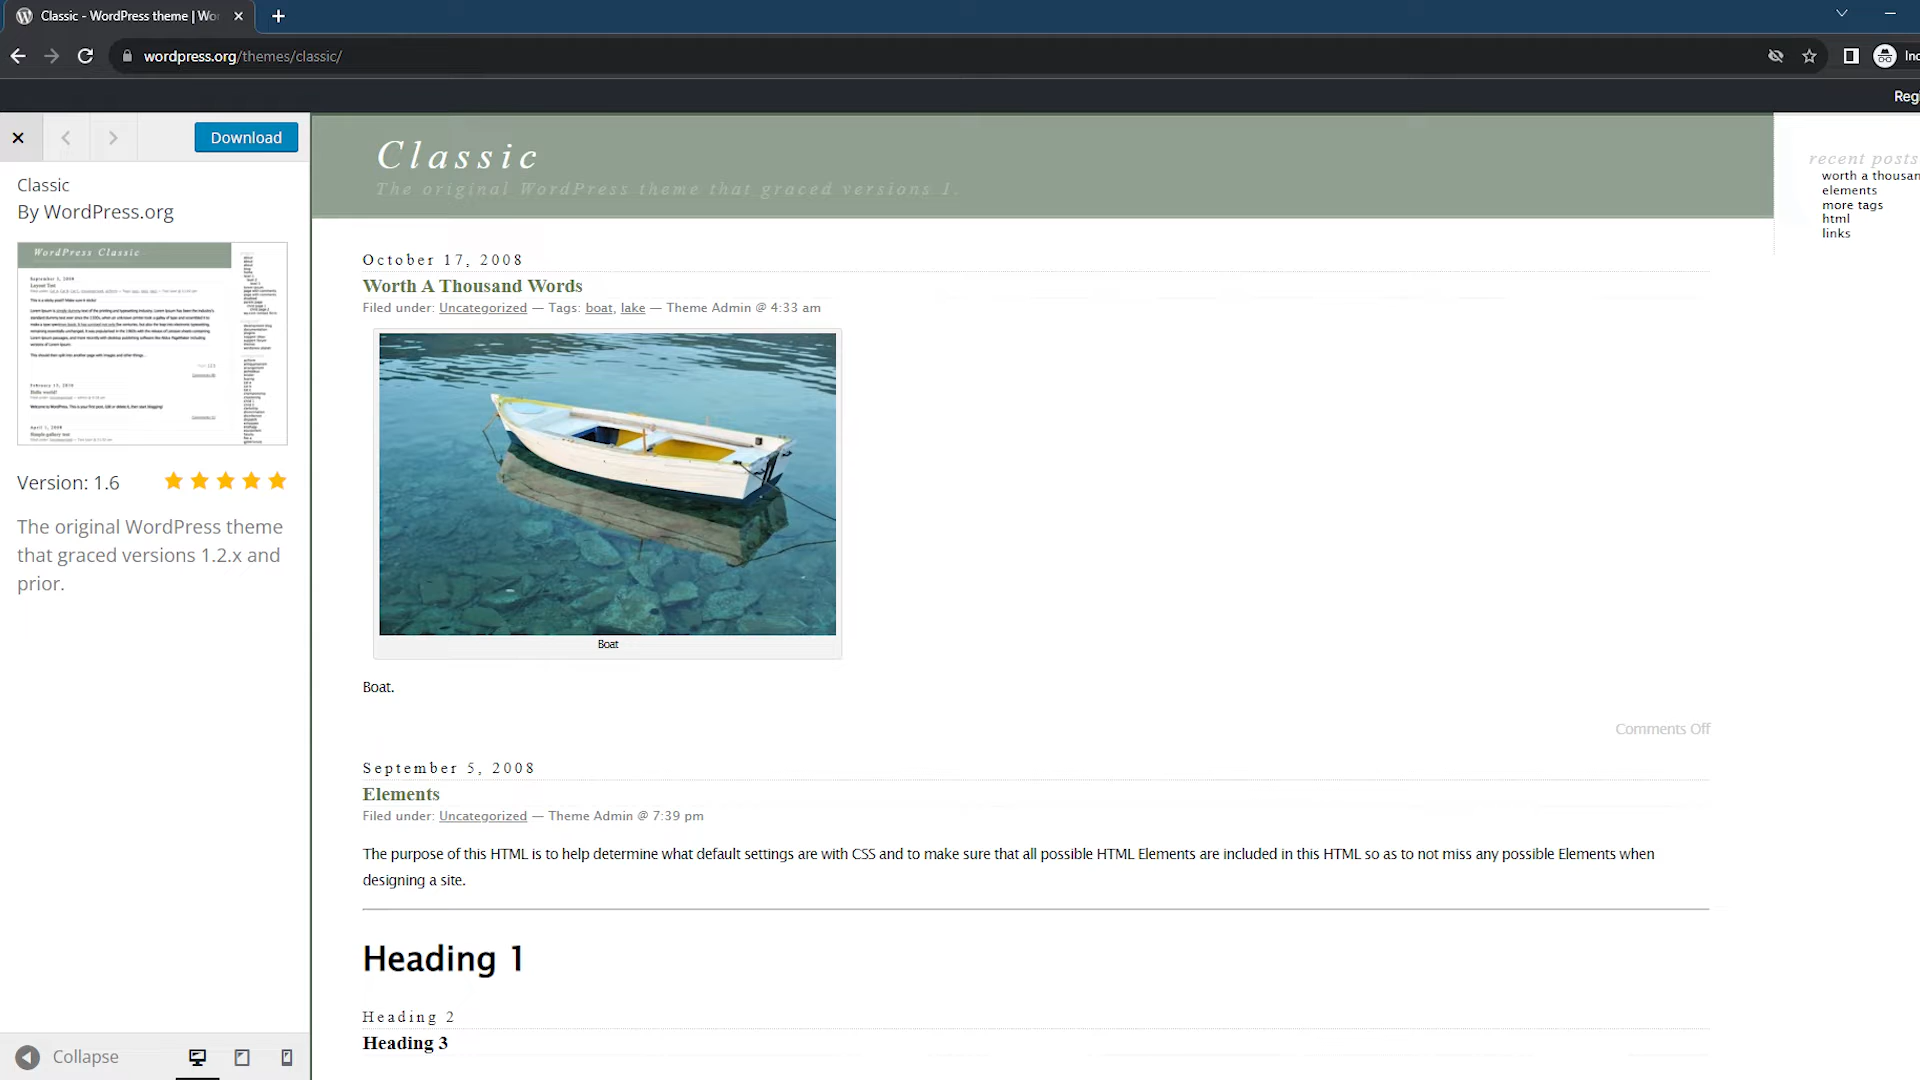 Classic - WordPress theme | Wo
wordpress.org/themes/classic/
Regi
Download
Classic
By WordPress.org
WordPress Classic
Version: 1.6
The original WordPress theme
that graced versions 1.2.x and
prior.
Collapse
Classic
The original WordPress theme that graced versions 1.
October 17, 2008
Worth A Thousand Words
Filed under: Uncategorized — Tags: boat, lake — Theme Admin @ 4:33 am
Boat
Boat.
Comments Off
September 5, 2008
Elements
Filed under: Uncategorized — Theme Admin @ 7:39 pm
The purpose of this HTML is to help determine what default settings are with CSS and to make sure that all possible HTML Elements are included in this HTML so as to not miss any possible Elements when
designing a site.
Heading 1
Heading 2
Heading 3
recent posts
worth a thousan
elements
more tags
html
links